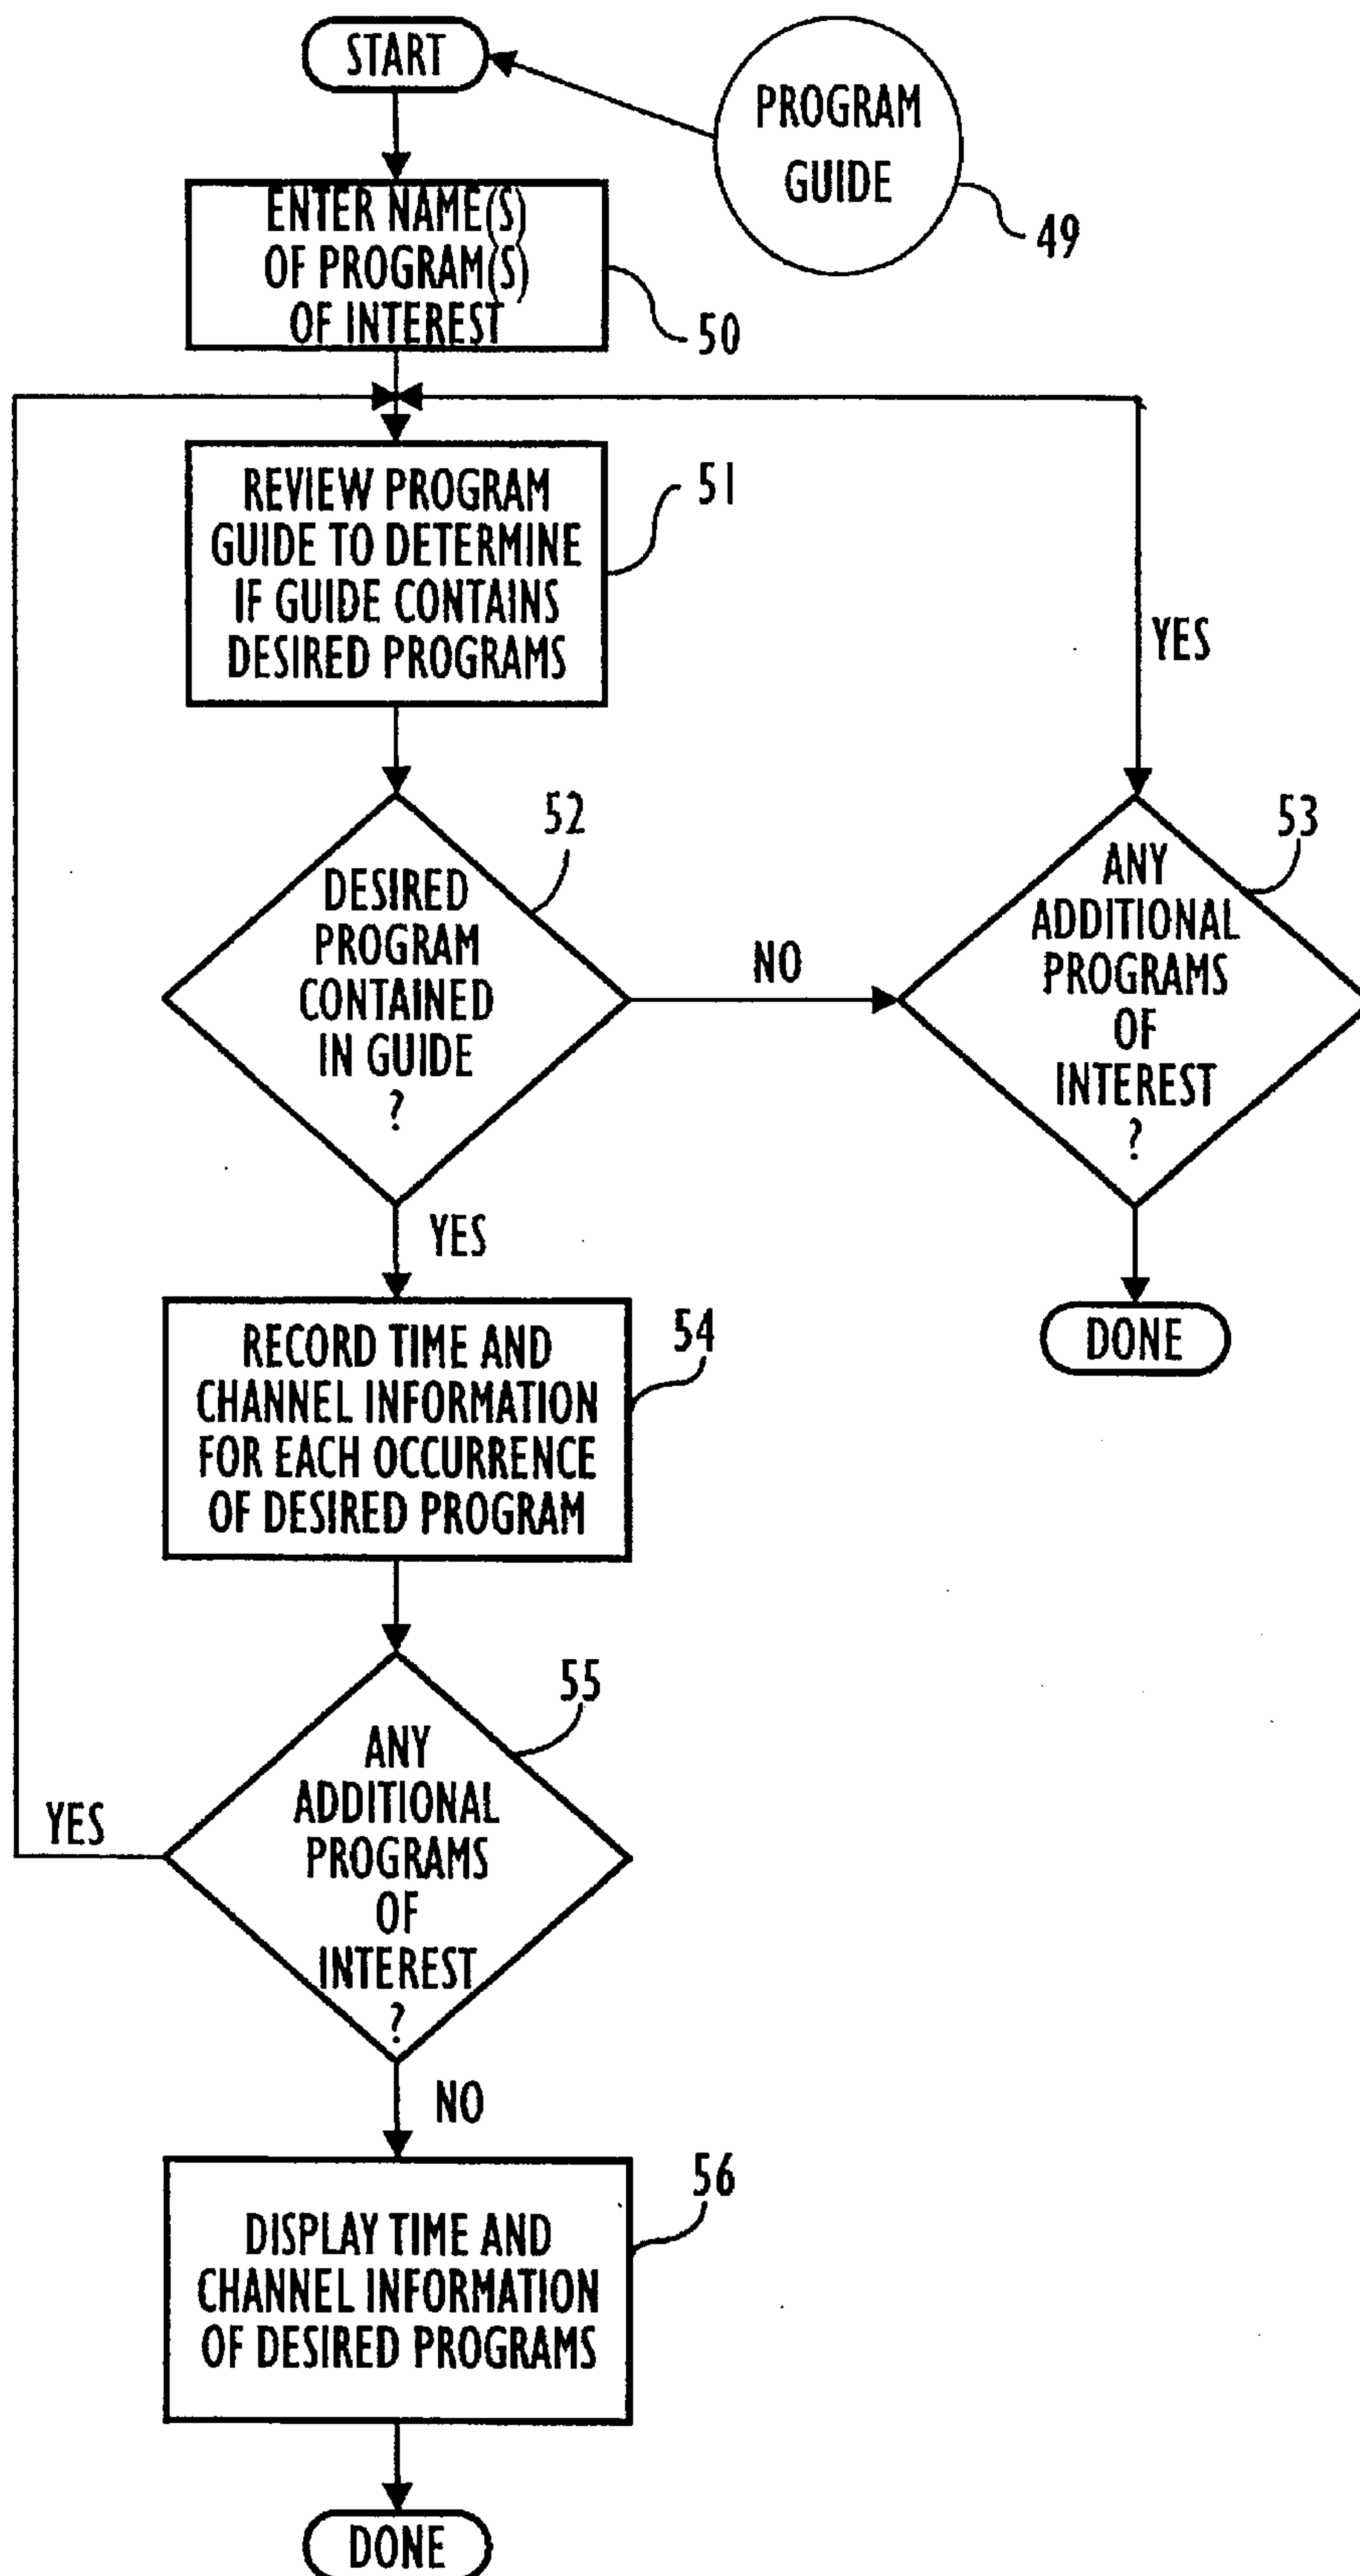 START
PROGRAM
GUIDE
49
ENTER NAME(S)
OF PROGRAM(S)
OF INTEREST
50
REVIEW PROGRAM
GUIDE TO DETERMINE
IF GUIDE CONTAINS
DESIRED PROGRAMS
51
YES
DESIRED
PROGRAM
CONTAINED
IN GUIDE
?
52
NO
ANY
ADDITIONAL
PROGRAMS
OF
INTEREST
?
53
YES
DONE
RECORD TIME AND
CHANNEL INFORMATION
FOR EACH OCCURRENCE
OF DESIRED PROGRAM
54
ANY
ADDITIONAL
PROGRAMS
OF
INTEREST
?
55
YES
NO
DISPLAY TIME AND
CHANNEL INFORMATION
OF DESIRED PROGRAMS
56
DONE